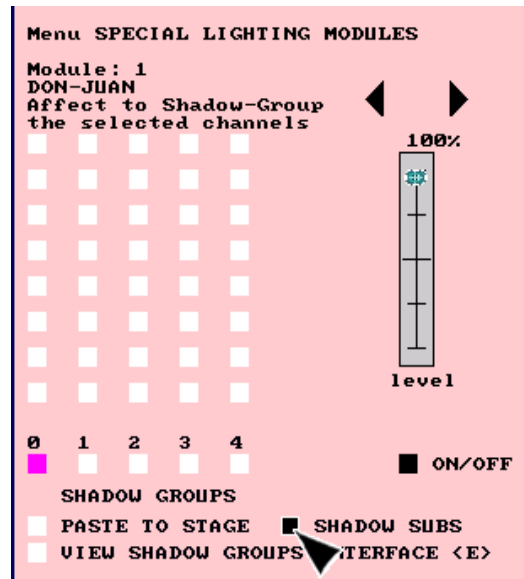 Menu SPECIAL LIGHTING MODULES
Module: 1
DON-JUAN
Affect to Shadow-Group
the selected channels
100%
level
0 1 2 3 4
ON/OFF
SHADOW GROUPS
PASTE TO STAGE SHADOW SUBS
VIEW SHADOW GROUPS TERFACE <E>